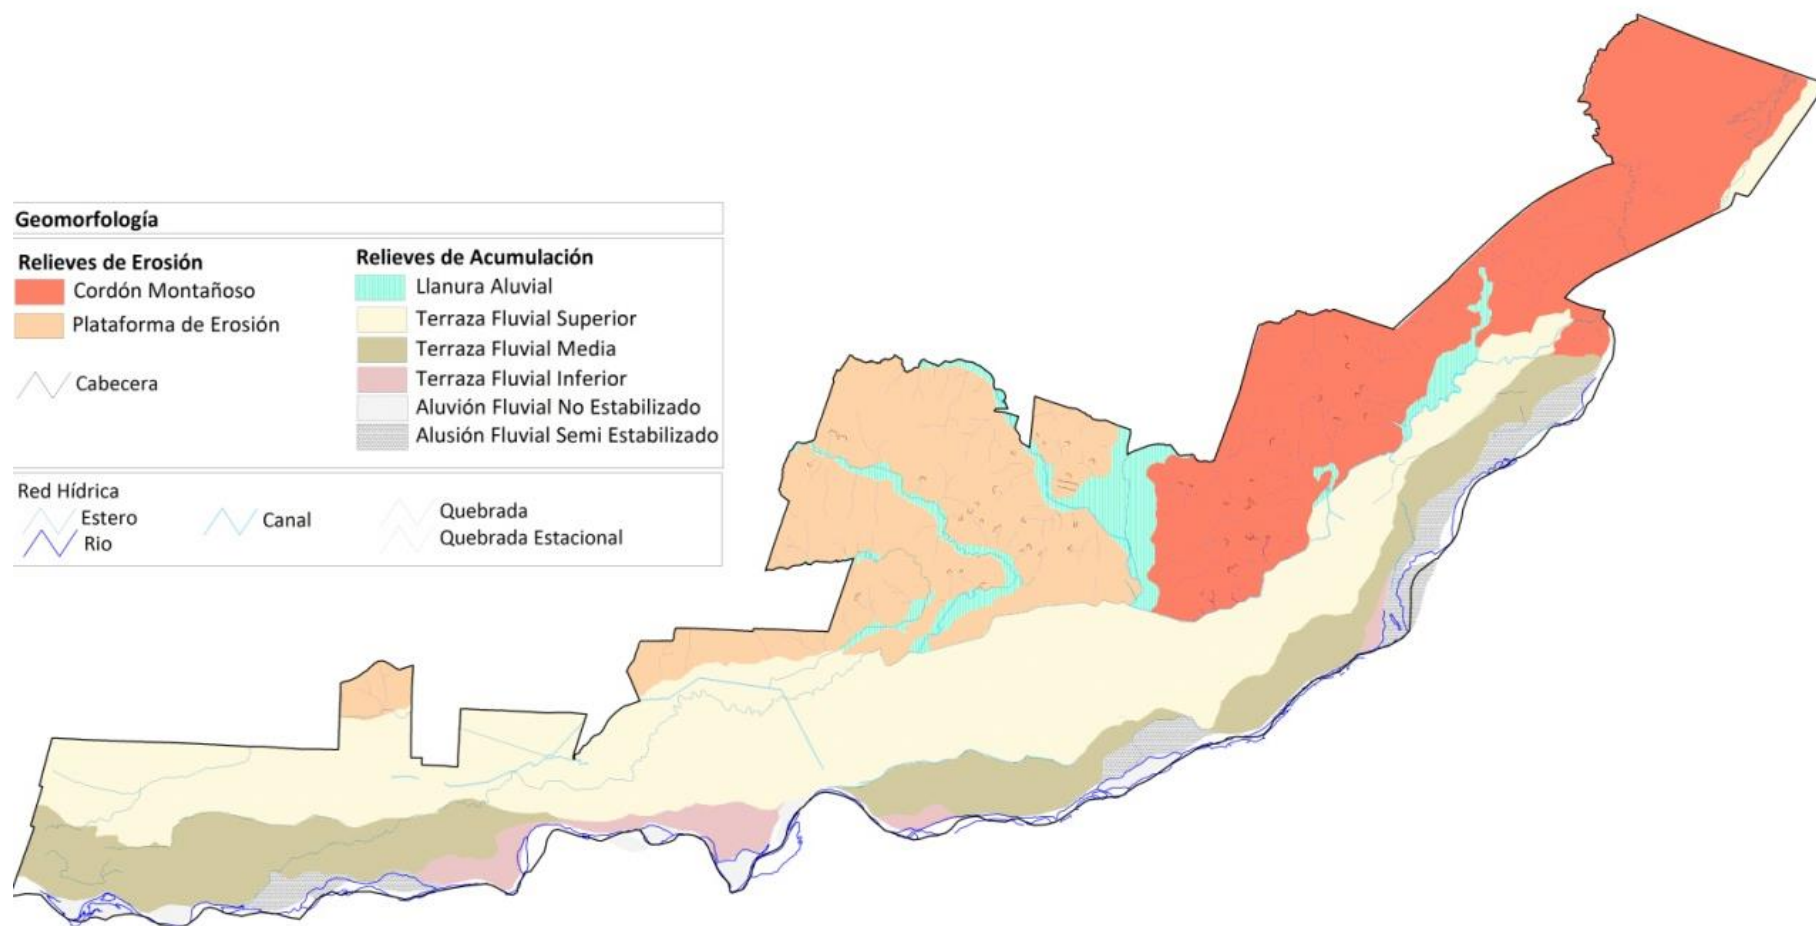 Geomorfología
Relieves de Erosión
Cordón Montañoso
Plataforma de Erosión
Cabecera
Relieves de Acumulación
Llanura Aluvial
Terraza Fluvial Superior
Terraza Fluvial Media
Terraza Fluvial Inferior
Aluvión Fluvial No Estabilizado
Alusión Fluvial Semi Estabilizado
Red Hídrica
Estero
Rio
Canal
Quebrada
Quebrada Estacional